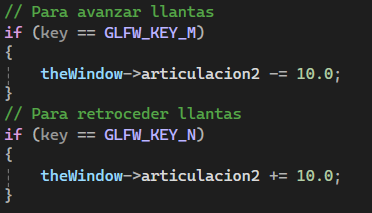 // Para avanzar llantas
if (key == GLFW_KEY_M)
{
theWindow->articulacion2 -= 10.0;
}
// Para retroceder llantas
if (key == GLFW_KEY_N)
{
theWindow->articulacion2 += 10.0;
}